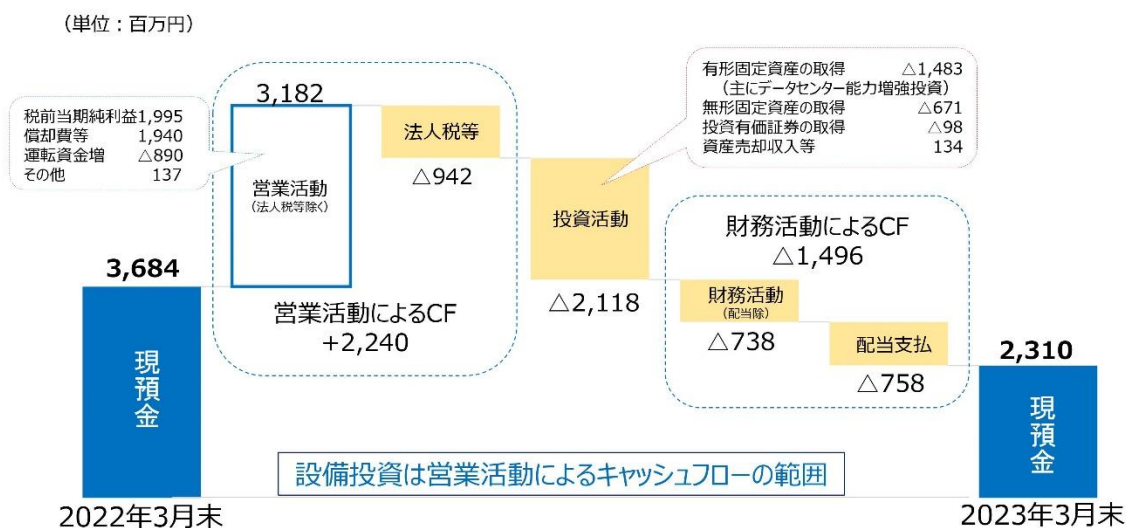 （単位：百万円）
税前当期純利益1,995
償却費等 1,940
運転資金増 △890
その他 137
3,182
営業活動
（法人税等除く）
法人税等
△942
営業活動によるCF
+2,240
有形固定資産の取得 △1,483
（主にデータセンター能力増強投資）
無形固定資産の取得 △671
投資有価証券の取得 △98
資産売却収入等 134
投資活動
△2,118
財務活動によるCF
△1,496
財務活動
（配当除）
△738
配当支払
△758
3,684
現預金
2022年3月末
2,310
現預金
2023年3月末
設備投資は営業活動によるキャッシュフローの範囲